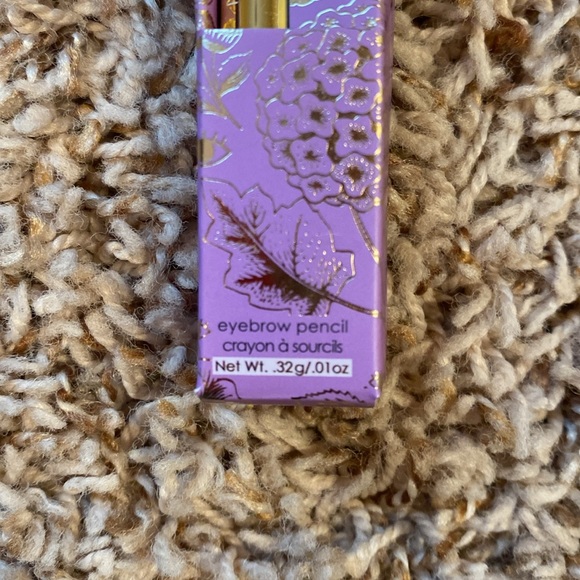 eyebrow pencil
crayon à sourcils
Net Wt. .32g/.01oz